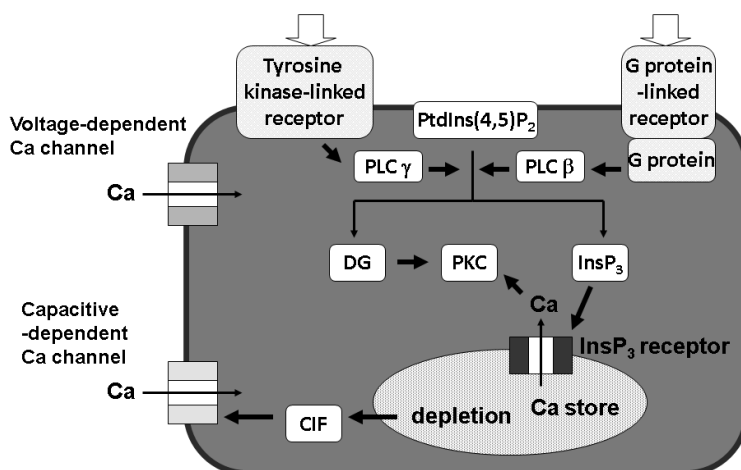 Tyrosine
kinase-linked
receptor
G protein
-linked
receptor
PtdIns(4,5)P₂
Voltage-dependent
Ca channel
G protein
PLC γ
PLC β
Ca
DG
PKC
InsP₃
Ca
Capacitive
-dependent
Ca channel
InsP₃ receptor
Ca
CIF
depletion
Ca store